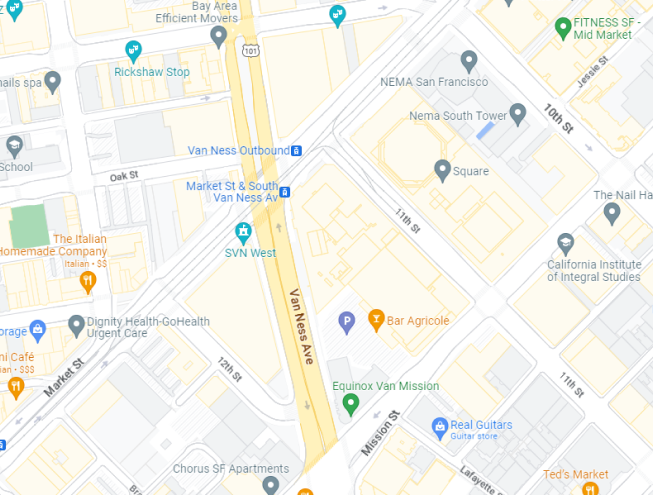 Bay Area
Efficient Movers
FITNESS SF -
Mid Market
101
Rickshaw Stop
nails spa
NEMA San Francisco
Jessie St
Nema South Tower
10th St
School
Van Ness Outbound
Oak St
Square
Market St & South
Van Ness Av
The Nail Ha
11th St
SVN West
The Italian
Homemade Company
Italian • $$
California Institute
of Integral Studies
Van Ness Ave
orage
Dignity Health-GoHealth
Urgent Care
P
Bar Agricole
ni Café
ian • $$$
Market St
12th St
11th St
Equinox Van Mission
Mission St
Real Guitars
Guitar store
Chorus SF Apartments
Lafayette
Ted's Market